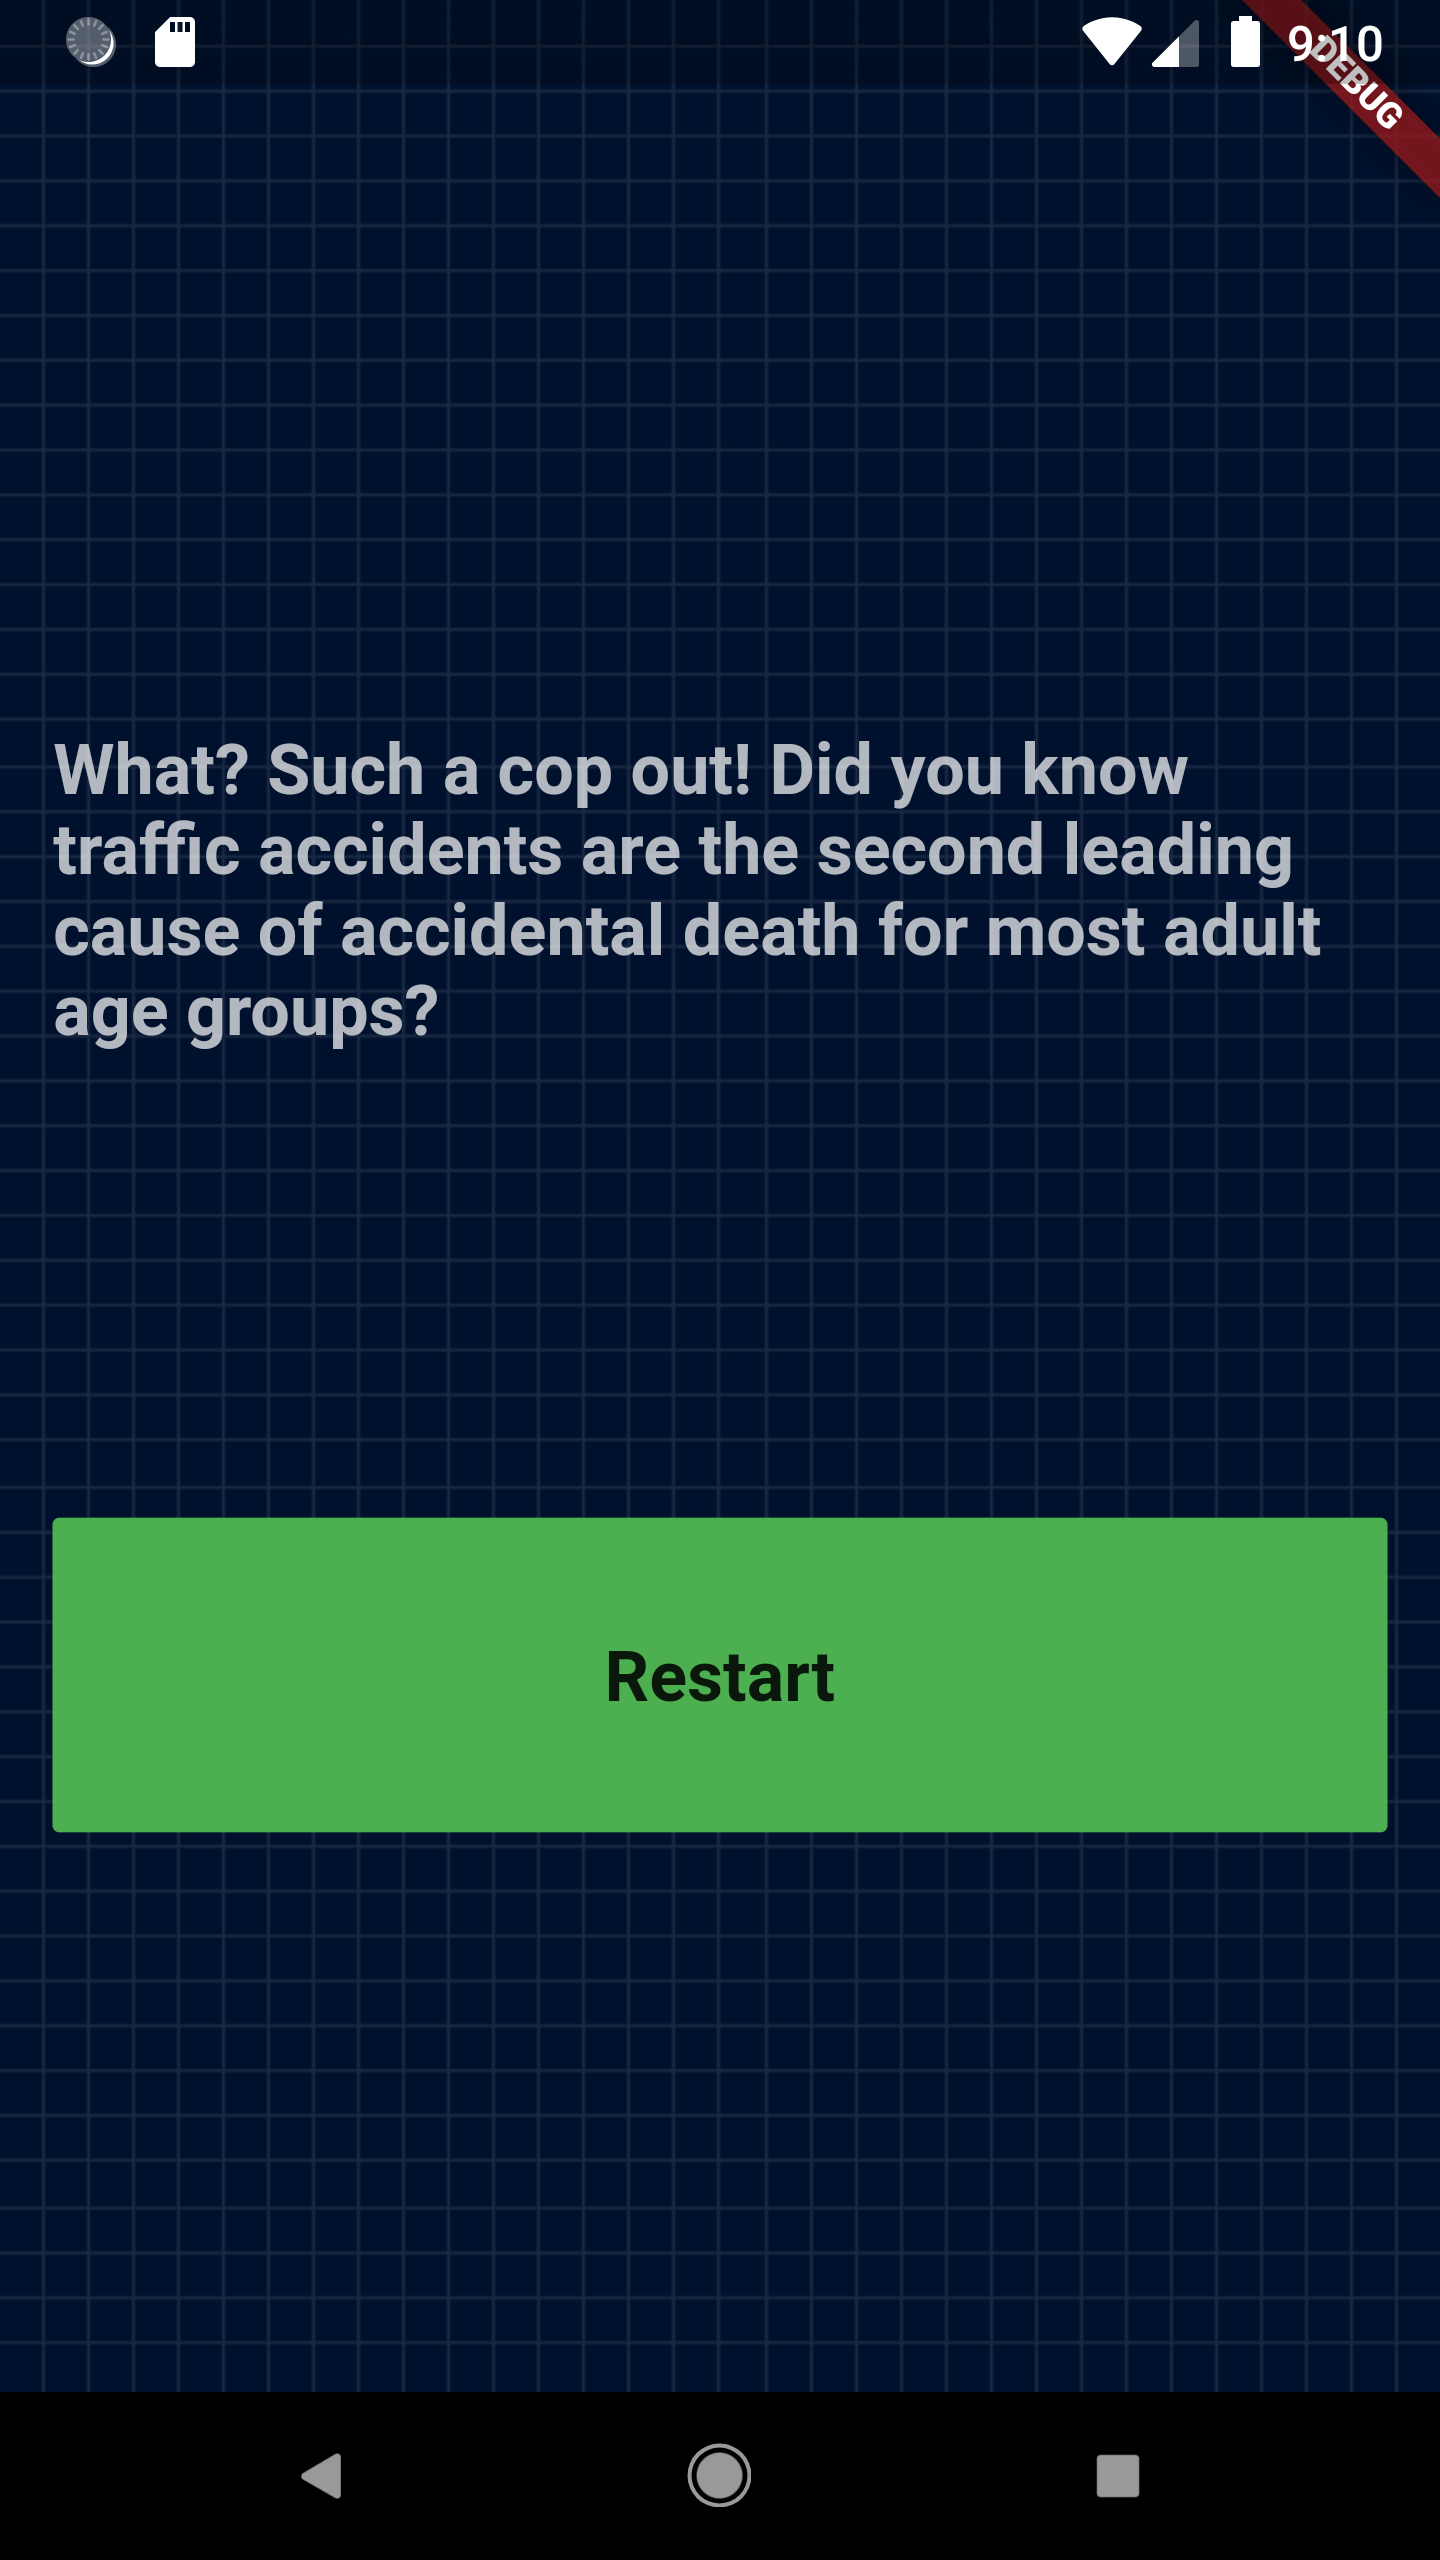 9:10
DEBUG
What? Such a cop out! Did you know
traffic accidents are the second leading
cause of accidental death for most adult
age groups?
Restart